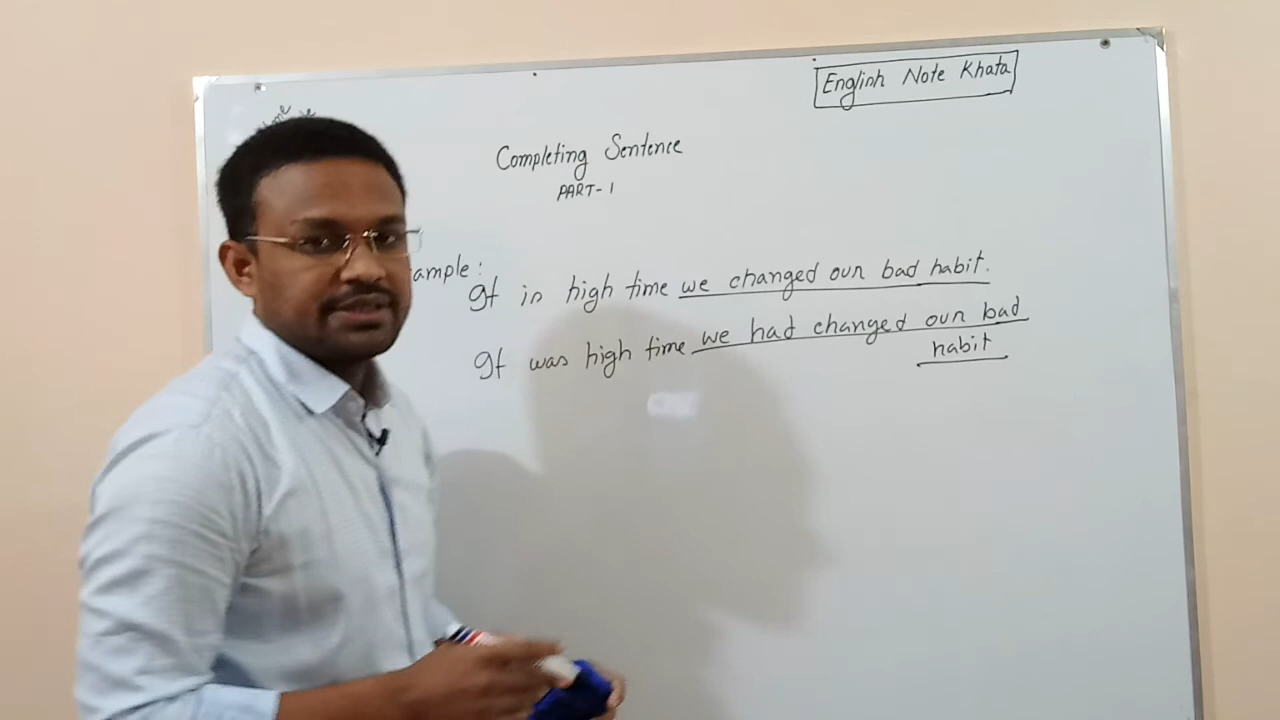 English Note Khata
Completing Sentence
PART-1
ample:
It is high time we changed our bad habit.
It was high time we had changed our bad
habit